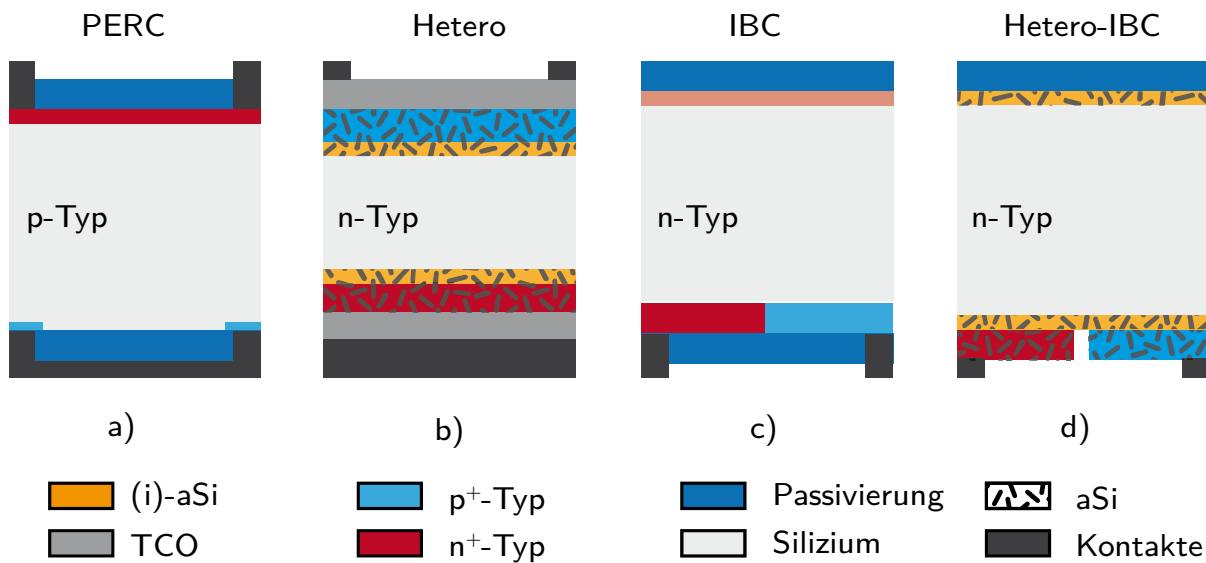 PERC
Hetero
IBC
Hetero-IBC
p-Typ
n-Typ
n-Typ
n-Typ
a)
b)
c)
d)
(i)-aSi
p⁺-Typ
Passivierung
aSi
TCO
n⁺-Typ
Silizium
Kontakte